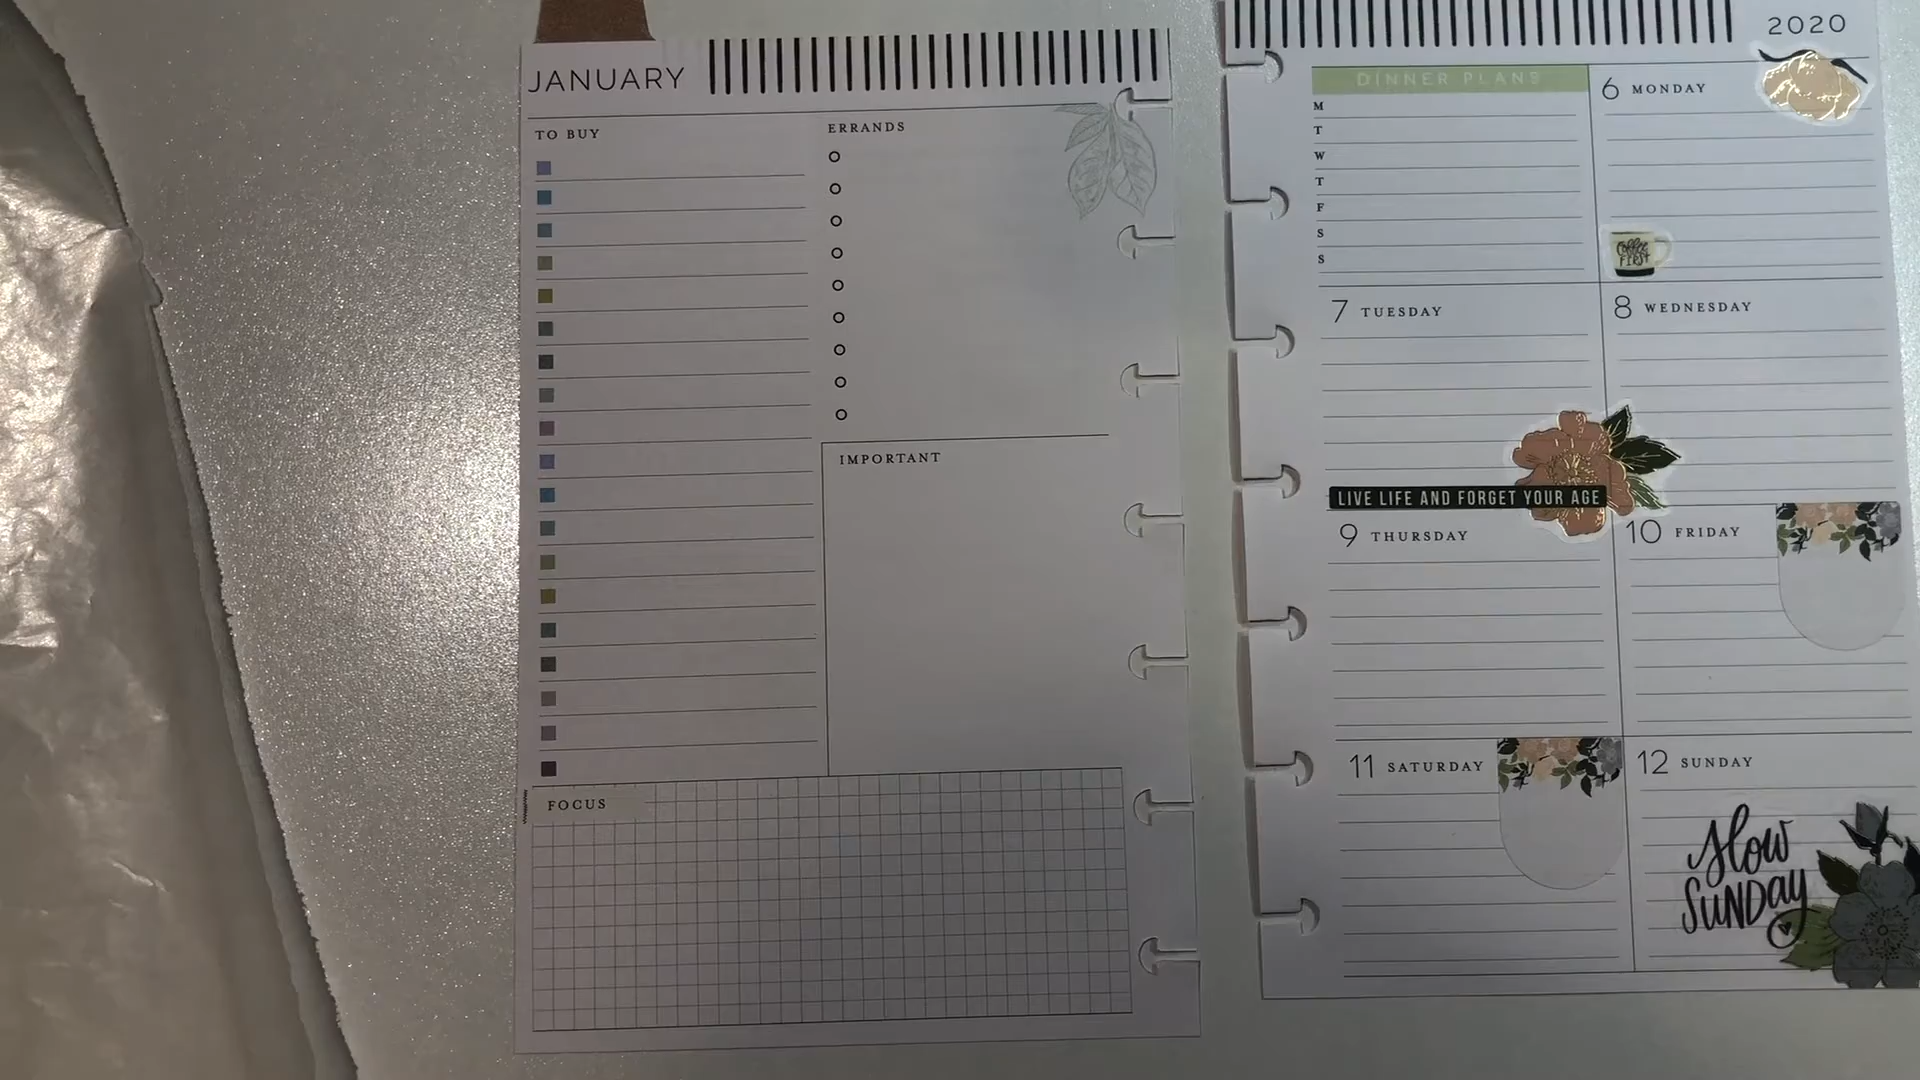 JANUARY
TO BUY
ERRANDS
IMPORTANT
FOCUS
2020
DINNER PLANS
M
T
W
T
F
S
S
6 MONDAY
COFFEE
FIRST
7 TUESDAY
8 WEDNESDAY
LIVE LIFE AND FORGET YOUR AGE
9 THURSDAY
10 FRIDAY
11 SATURDAY
12 SUNDAY
Slow
SUNDAY